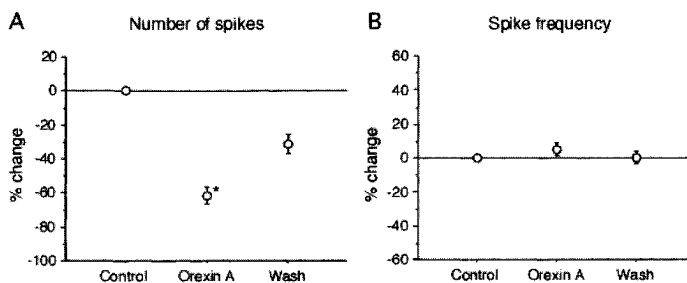 A
Number of spikes
20
0
-20
-40
-60
-80
-100
% change
*
Control Orexin A Wash
B
Spike frequency
60
40
20
0
-20
-40
-60
% change
Control Orexin A Wash